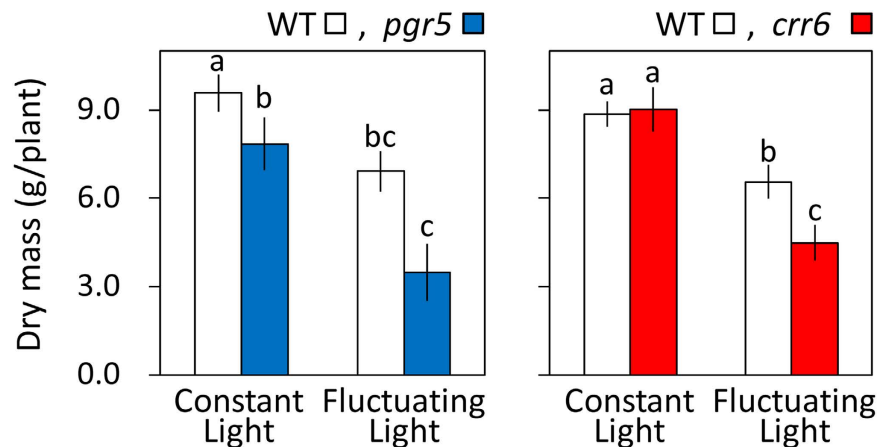 WT , pgr5
WT , crr6
Dry mass (g/plant)
9.0
6.0
3.0
0.0
a
b
bc
c
a
a
b
c
Constant Light
Fluctuating Light
Constant Light
Fluctuating Light